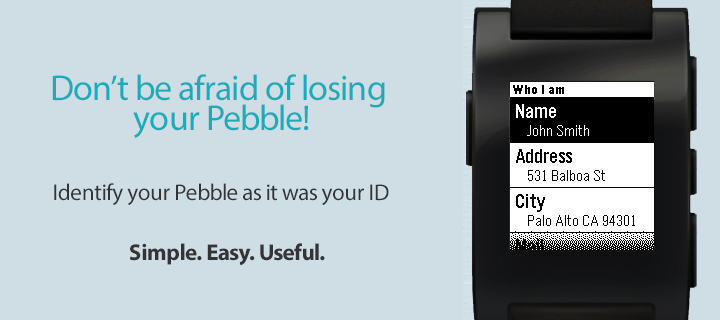 Don't be afraid of losing
your Pebble!
Identify your Pebble as it was your ID
Simple. Easy. Useful.
Who I am
Name
John Smith
Address
531 Balboa St
City
Palo Alto CA 94301